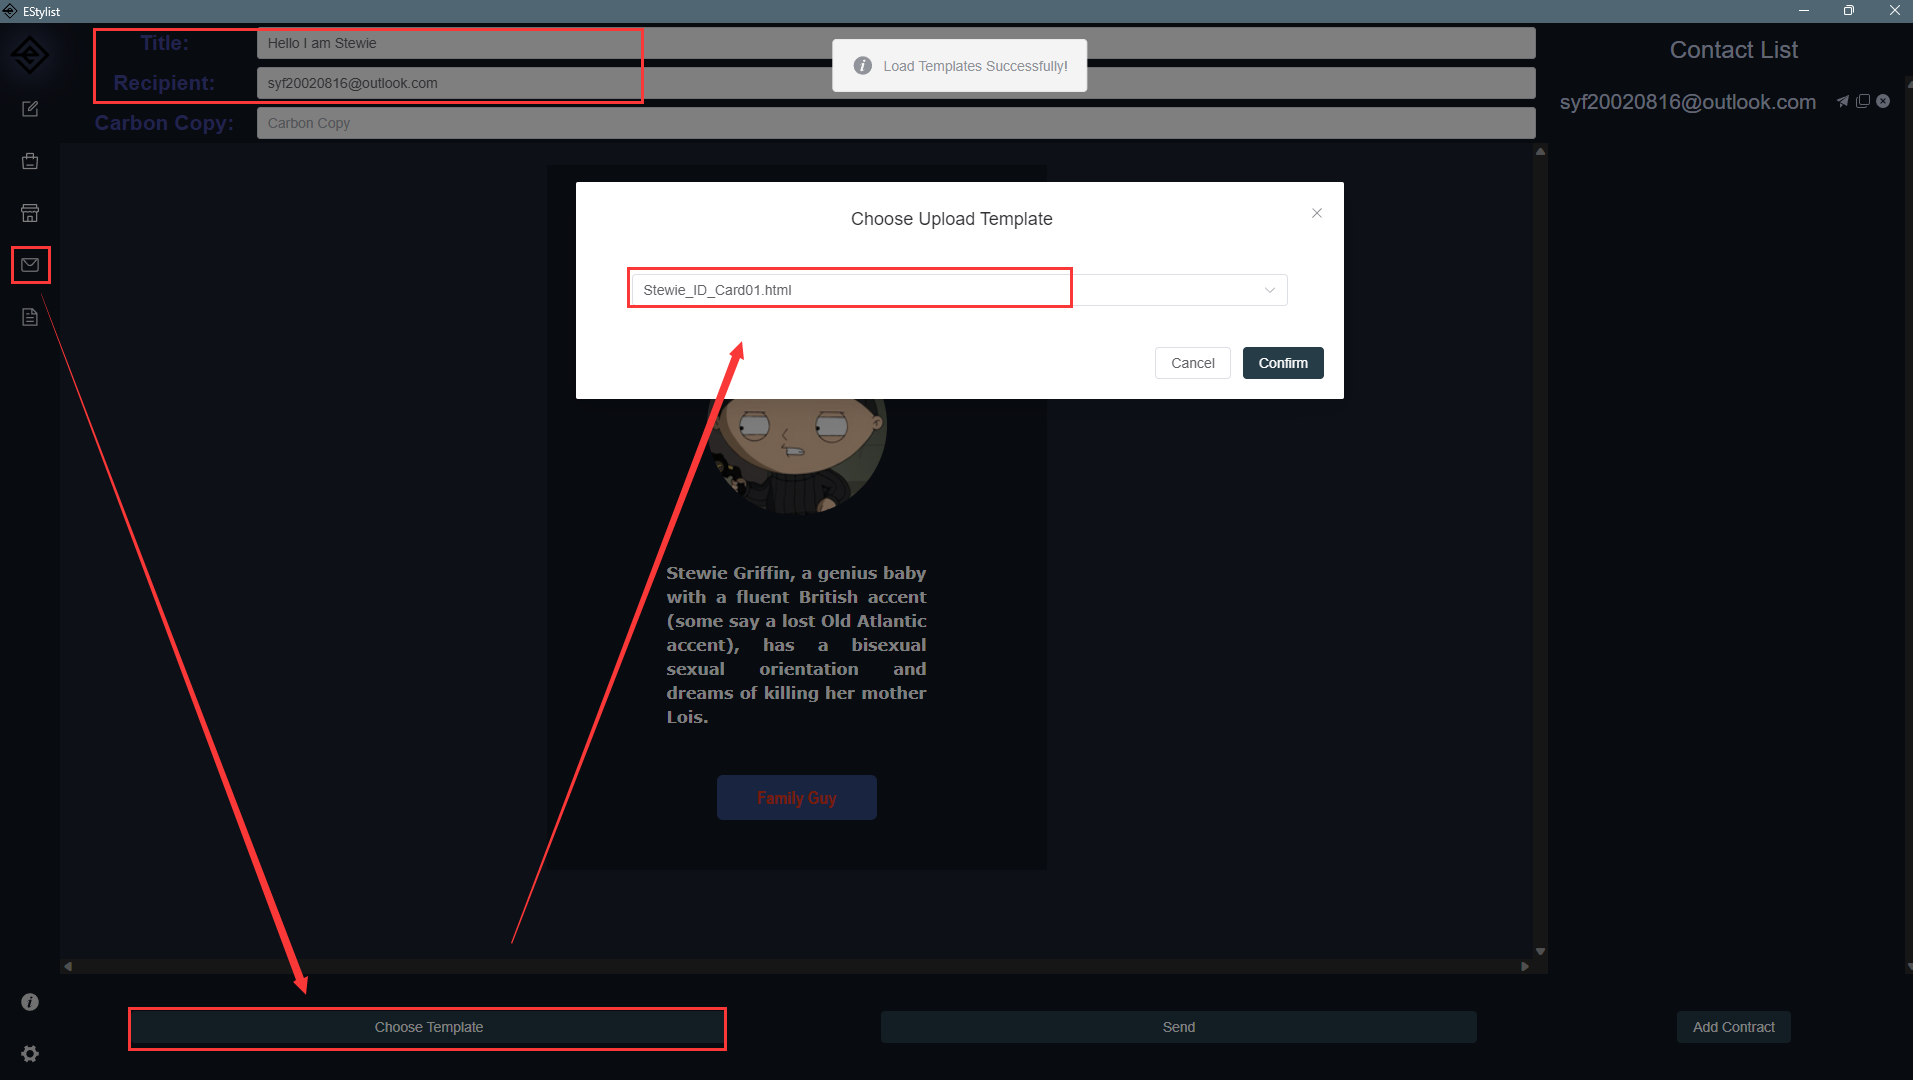 EStylist
Title:
Hello I am Stewie
Load Templates Successfully!
Contact List
Recipient:
syf20020816@outlook.com
syf20020816@outlook.com
Carbon Copy:
Carbon Copy
Choose Upload Template
Stewie_ID_Card01.html
Cancel
Confirm
Stewie Griffin, a genius baby
with a fluent British accent
(some say a lost Old Atlantic
accent), has a bisexual
sexual orientation and
dreams of killing her mother
Lois.
Family Guy
Choose Template
Send
Add Contract